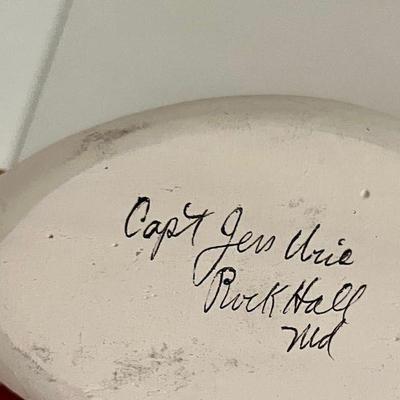 Capt Jess Urie
Rock Hall
Md